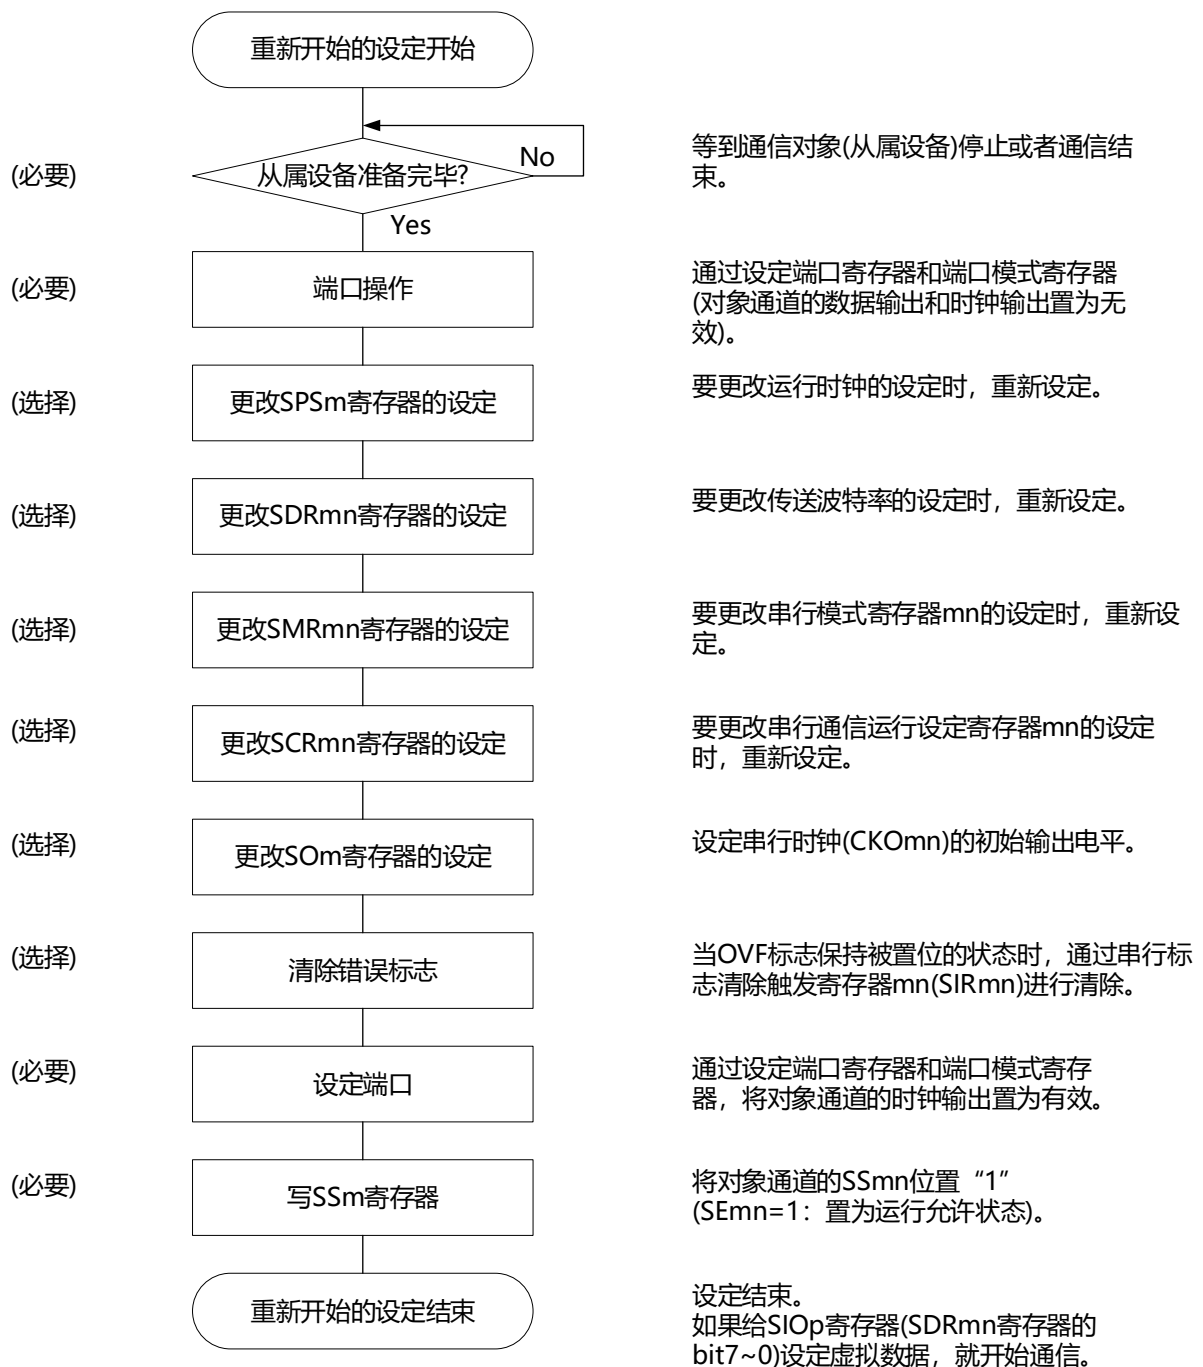 重新开始的设定开始
(必要)
从属设备准备完毕?
No
等到通信对象(从属设备)停止或者通信结
束。
Yes
(必要)
端口操作
通过设定端口寄存器和端口模式寄存器
(对象通道的数据输出和时钟输出置为无
效)。
(选择)
更改SPSm寄存器的设定
要更改运行时钟的设定时，重新设定。
(选择)
更改SDRmn寄存器的设定
要更改传送波特率的设定时，重新设定。
(选择)
更改SMRmn寄存器的设定
要更改串行模式寄存器mn的设定时，重新设
定。
(选择)
更改SCRmn寄存器的设定
要更改串行通信运行设定寄存器mn的设定
时，重新设定。
(选择)
更改SOm寄存器的设定
设定串行时钟(CKOmn)的初始输出电平。
(选择)
清除错误标志
当OVF标志保持被置位的状态时，通过串行标
志清除触发寄存器mn(SIRmn)进行清除。
(必要)
设定端口
通过设定端口寄存器和端口模式寄存
器，将对象通道的时钟输出置为有效。
(必要)
写SSm寄存器
将对象通道的SSmn位置“1”
(SEmn=1：置为运行允许状态)。
重新开始的设定结束
设定结束。
如果给SIOp寄存器(SDRmn寄存器的
bit7~0)设定虚拟数据，就开始通信。